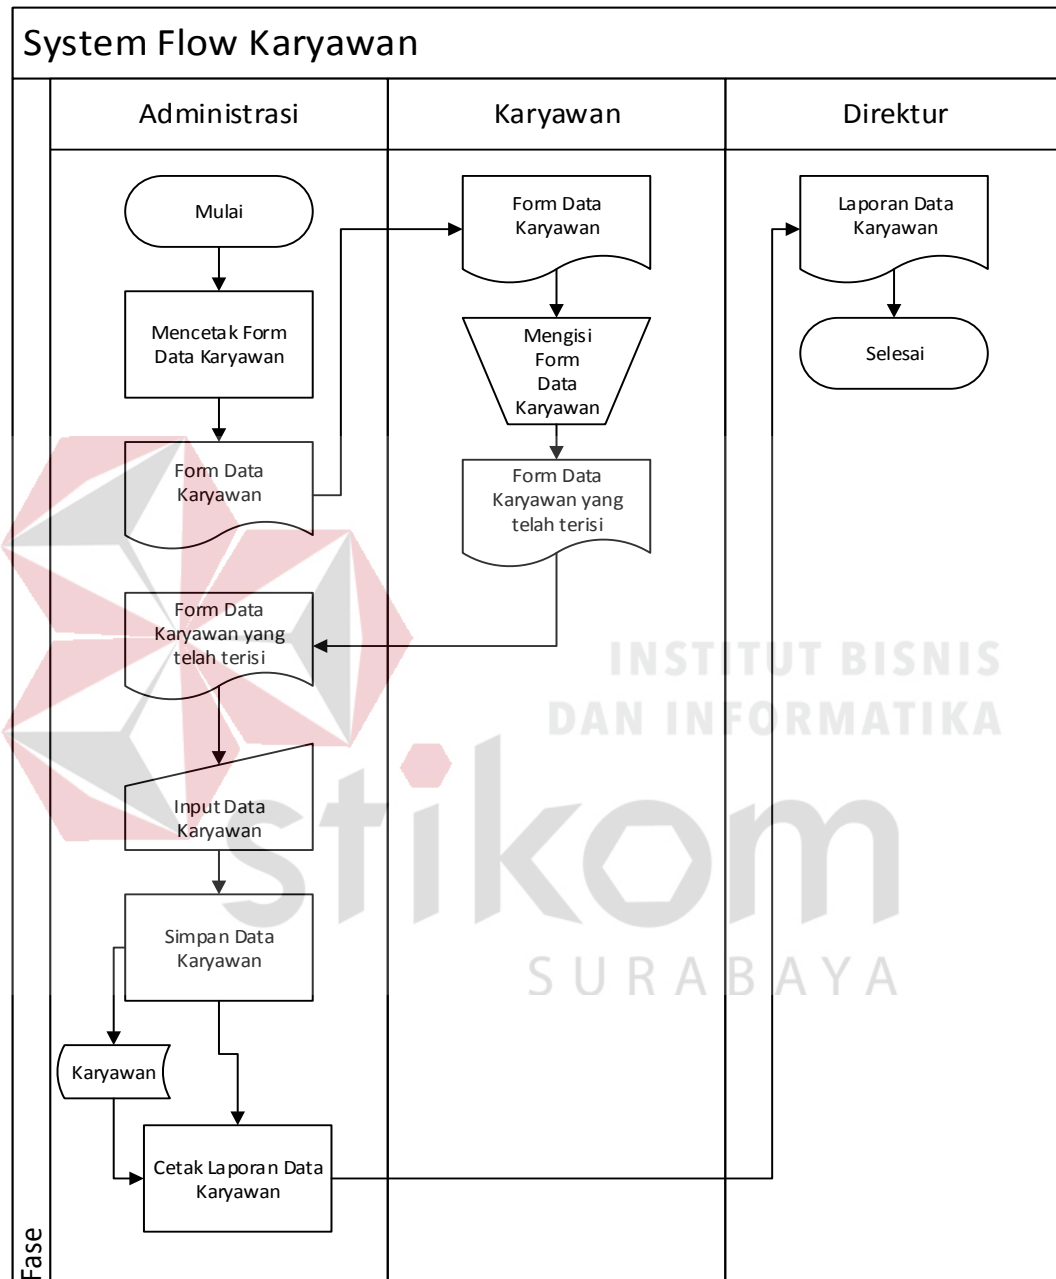 System Flow Karyawan
Administrasi
Karyawan
Direktur
Mulai
Mencetak Form
Data Karyawan
Form Data
Karyawan
Form Data
Karyawan yang
telah terisi
Input Data
Karyawan
Simpan Data
Karyawan
Karyawan
Cetak Laporan Data
Karyawan
Form Data
Karyawan
Mengisi
Form
Data
Karyawan
Form Data
Karyawan yang
telah terisi
Laporan Data
Karyawan
Selesai
Fase
INSTITUT BISNIS
DAN INFORMATIKA
stikom
SURABAYA